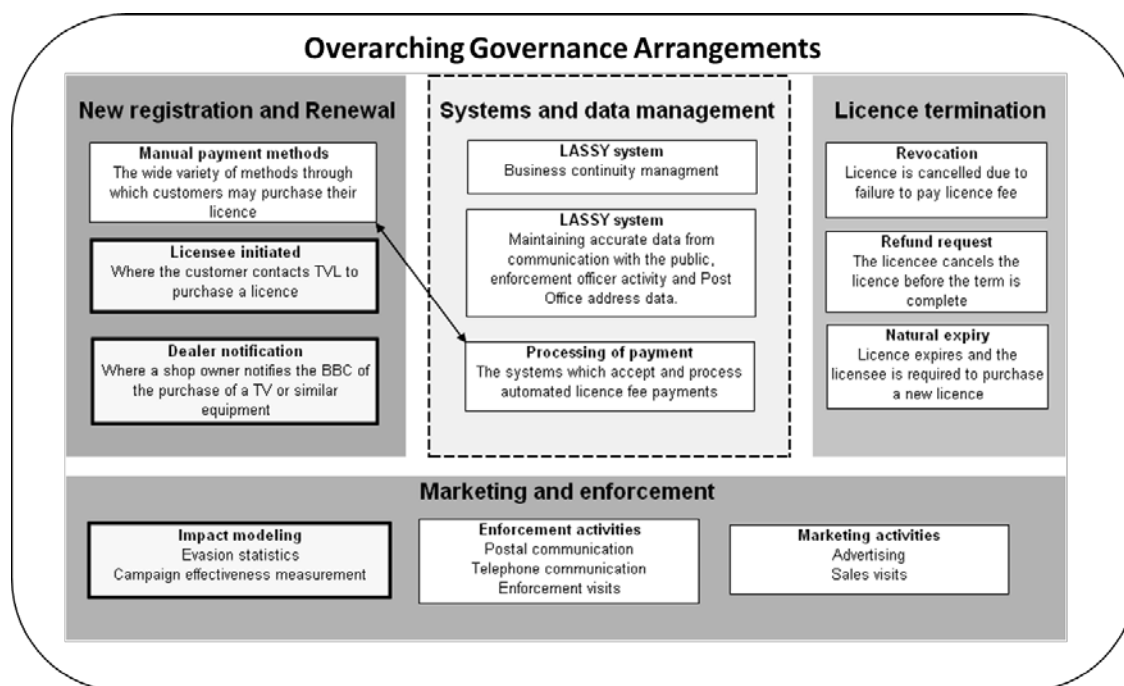 Overarching Governance Arrangements
New registration and Renewal
Manual payment methods
The wide variety of methods through
which customers may purchase their
licence
Licensee initiated
Where the customer contacts TVL to
purchase a licence
Dealer notification
Where a shop owner notifies the BBC of
the purchase of a TV or similar
equipment
Systems and data management
LASSY system
Business continuity managment
LASSY system
Maintaining accurate data from
communication with the public,
enforcement officer activity and Post
Office address data.
Processing of payment
The systems which accept and process
automated licence fee payments
Licence termination
Revocation
Licence is cancelled due to
failure to pay licence fee
Refund request
The licencee cancels the
licence before the term is
complete
Natural expiry
Licence expires and the
licensee is required to purchase
a new licence
Marketing and enforcement
Impact modeling
Evasion statistics
Campaign effectiveness measurement
Enforcement activities
Postal communication
Telephone communication
Enforcement visits
Marketing activities
Advertising
Sales visits